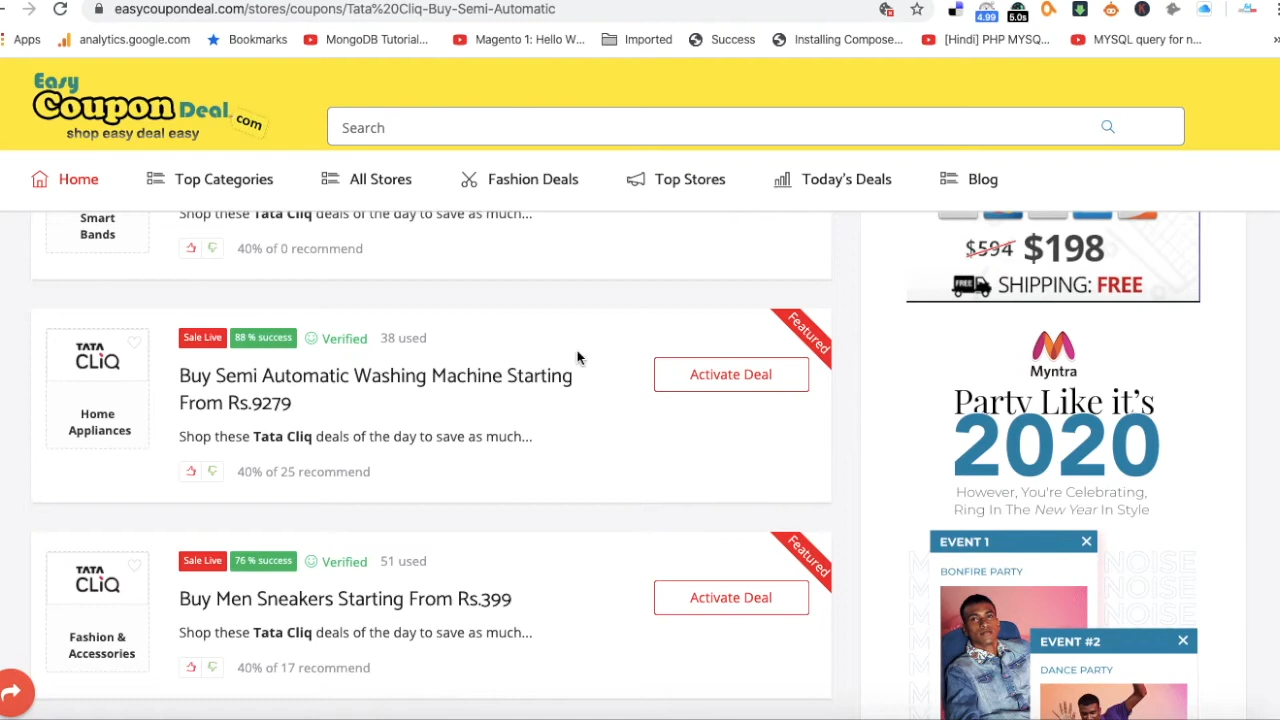 easycoupondeal.com/stores/coupons/Tata%20Cliq-Buy-Semi-Automatic
4.99
5.0s
Apps
analytics.google.com
Bookmarks
MongoDB Tutorial...
Magento 1: Hello W...
Imported
Success
Installing Compose...
[Hindi] PHP MYSQ...
MYSQL query for n...
»
Easy
Coupon Deal.com
shop easy deal easy
Search
Home
Top Categories
All Stores
Fashion Deals
Top Stores
Today's Deals
Blog
Smart
Bands
Shop these Tata Cliq deals of the day to save as much...
40% of 0 recommend
TATA
CLiQ
Home
Appliances
Sale Live 88 % success Verified 38 used
Featured
Buy Semi Automatic Washing Machine Starting
From Rs.9279
Activate Deal
Shop these Tata Cliq deals of the day to save as much...
40% of 25 recommend
TATA
CLiQ
Fashion &
Accessories
Sale Live 76 % success Verified 51 used
Featured
Buy Men Sneakers Starting From Rs.399
Activate Deal
Shop these Tata Cliq deals of the day to save as much...
40% of 17 recommend
$594 $198
FREE SHIPPING: FREE
Myntra
Party Like it's
2020
However, You're Celebrating,
Ring In The New Year In Style
EVENT 1
BONFIRE PARTY
NOISE
NOISE
NOISE
EVENT #2
DANCE PARTY